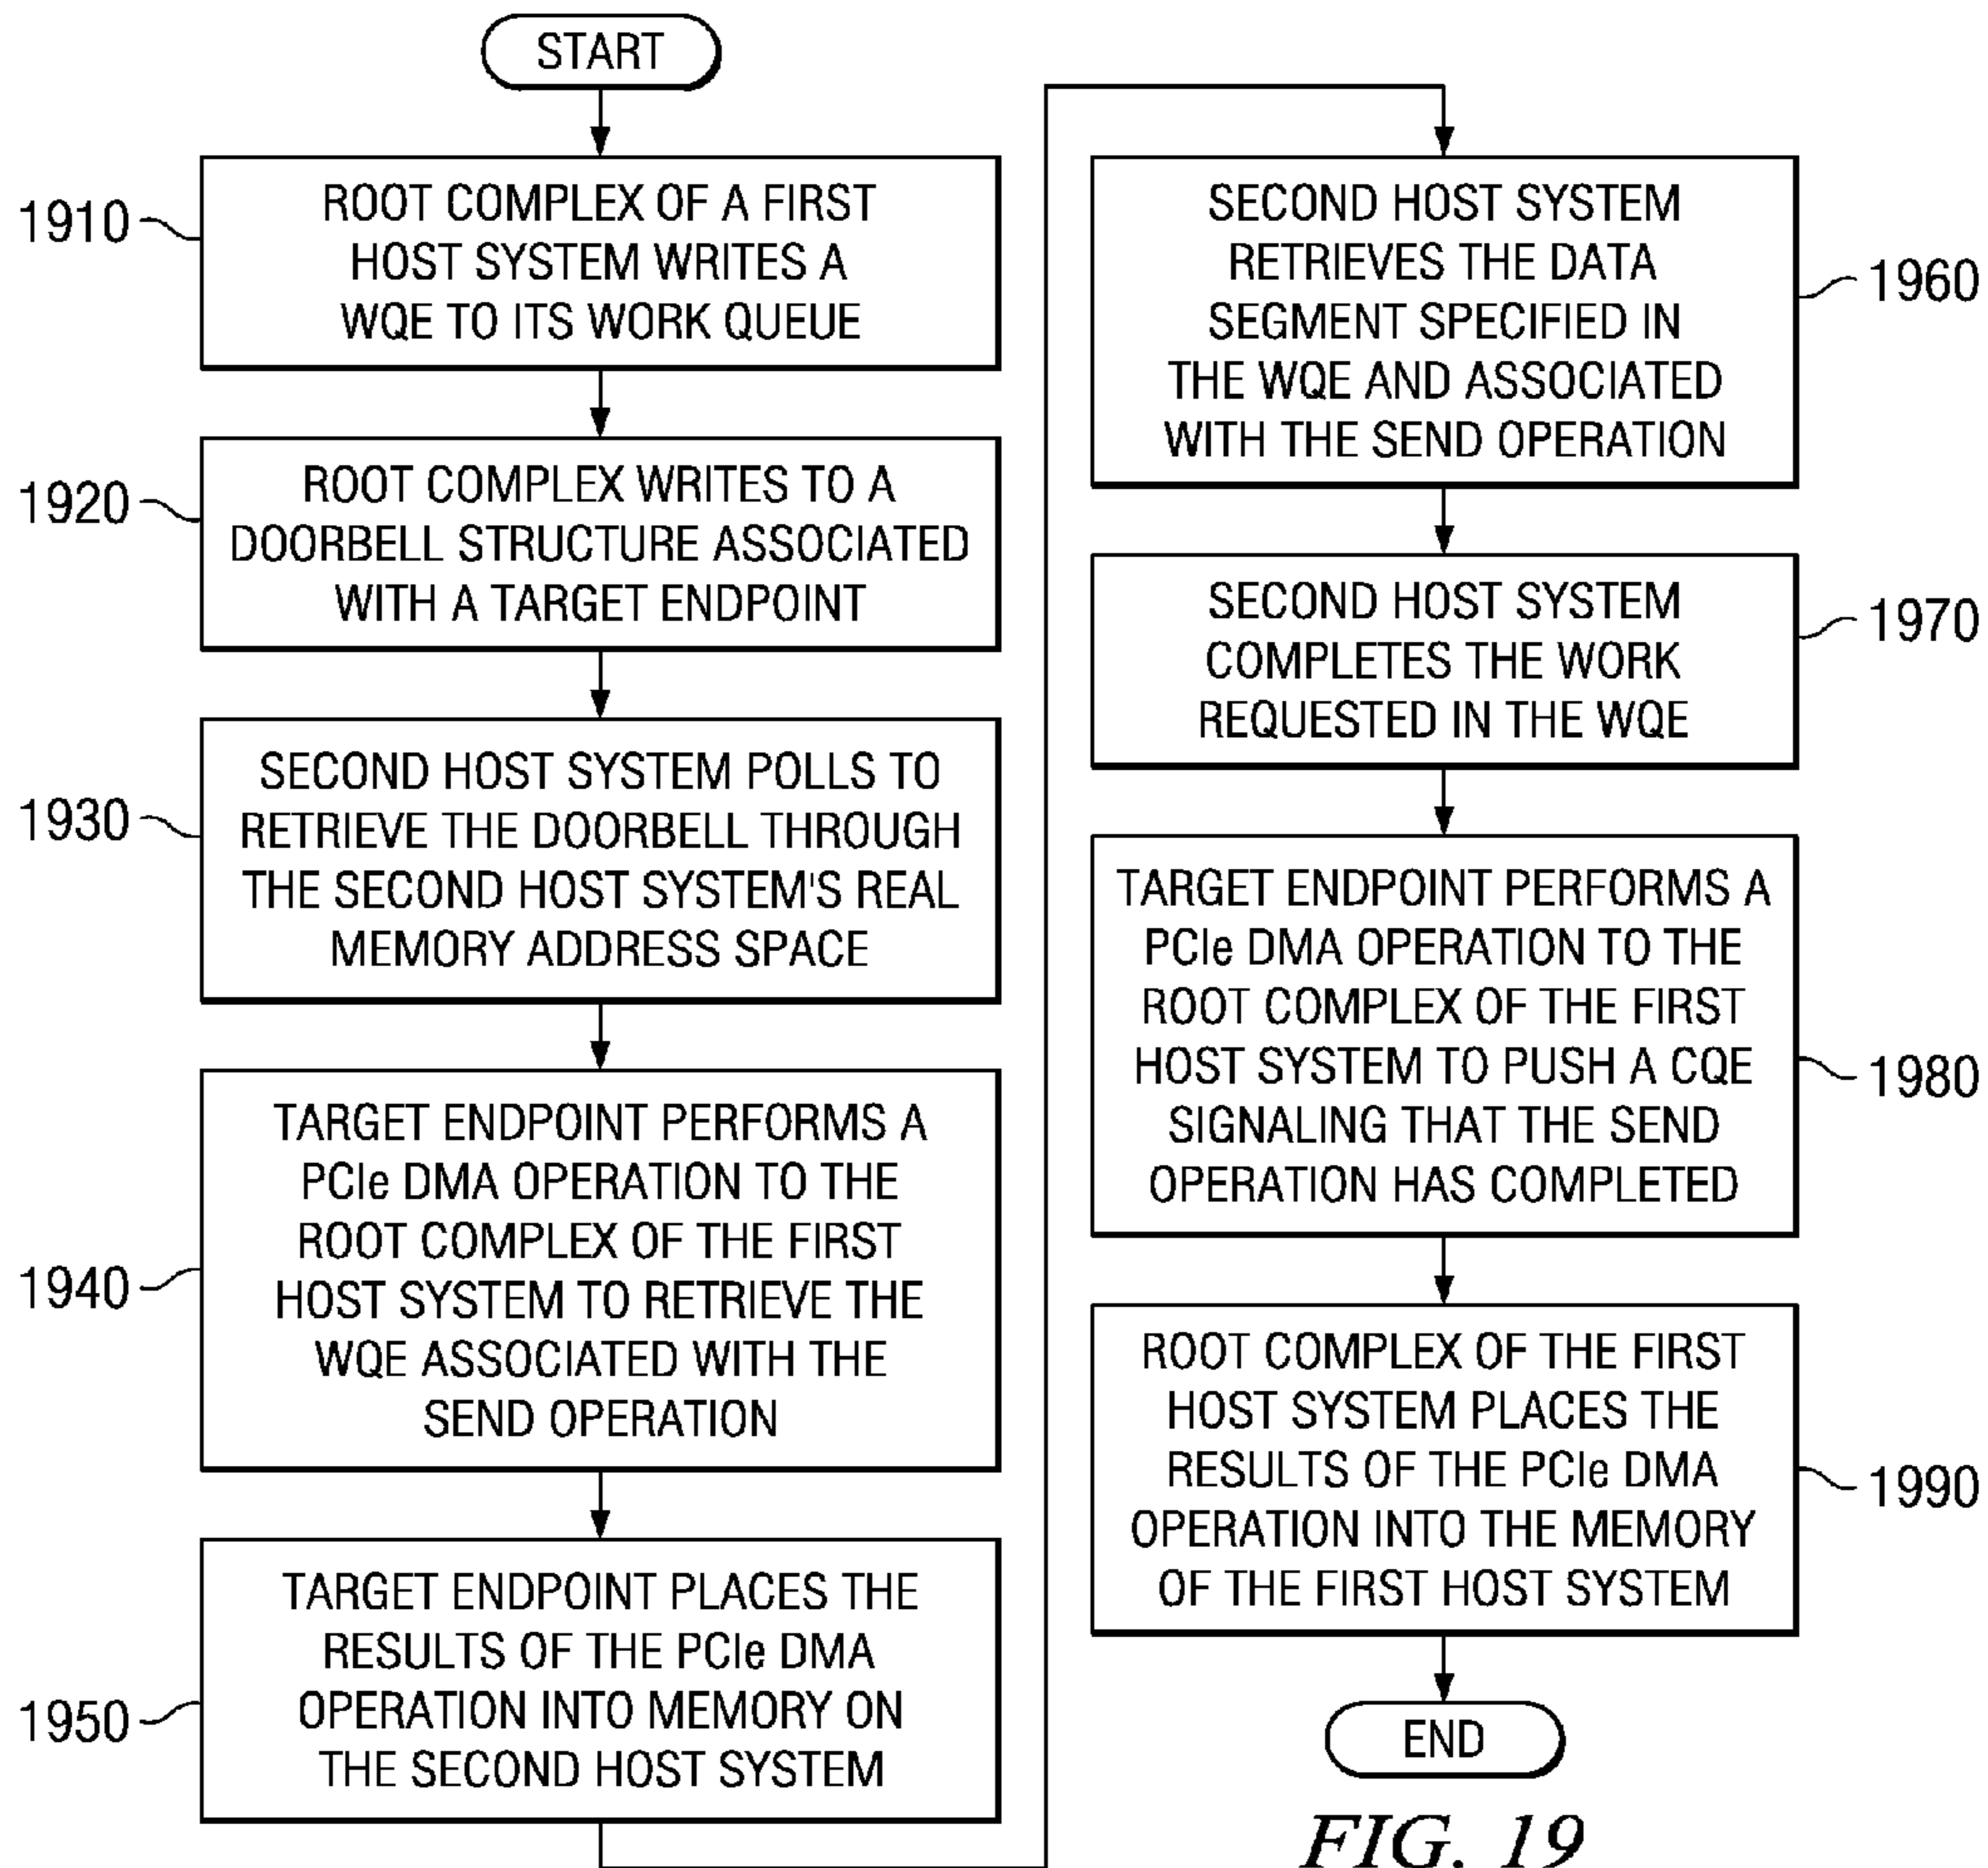 START
1910
ROOT COMPLEX OF A FIRST
HOST SYSTEM WRITES A
WQE TO ITS WORK QUEUE
1920
ROOT COMPLEX WRITES TO A
DOORBELL STRUCTURE ASSOCIATED
WITH A TARGET ENDPOINT
1930
SECOND HOST SYSTEM POLLS TO
RETRIEVE THE DOORBELL THROUGH
THE SECOND HOST SYSTEM'S REAL
MEMORY ADDRESS SPACE
1940
TARGET ENDPOINT PERFORMS A
PCIe DMA OPERATION TO THE
ROOT COMPLEX OF THE FIRST
HOST SYSTEM TO RETRIEVE THE
WQE ASSOCIATED WITH THE
SEND OPERATION
1950
TARGET ENDPOINT PLACES THE
RESULTS OF THE PCIe DMA
OPERATION INTO MEMORY ON
THE SECOND HOST SYSTEM
SECOND HOST SYSTEM
RETRIEVES THE DATA
SEGMENT SPECIFIED IN
THE WQE AND ASSOCIATED
WITH THE SEND OPERATION
1960
SECOND HOST SYSTEM
COMPLETES THE WORK
REQUESTED IN THE WQE
1970
TARGET ENDPOINT PERFORMS A
PCIe DMA OPERATION TO THE
ROOT COMPLEX OF THE FIRST
HOST SYSTEM TO PUSH A CQE
SIGNALING THAT THE SEND
OPERATION HAS COMPLETED
1980
ROOT COMPLEX OF THE FIRST
HOST SYSTEM PLACES THE
RESULTS OF THE PCIe DMA
OPERATION INTO THE MEMORY
OF THE FIRST HOST SYSTEM
1990
END
FIG. 19